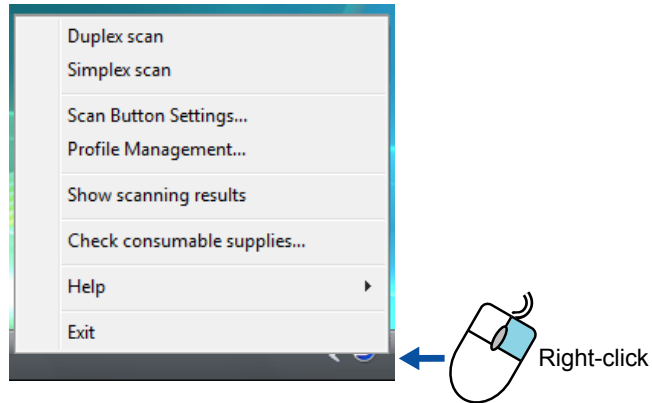 Duplex scan
Simplex scan
Scan Button Settings...
Profile Management...
Show scanning results
Check consumable supplies...
Help
Exit
Right-click